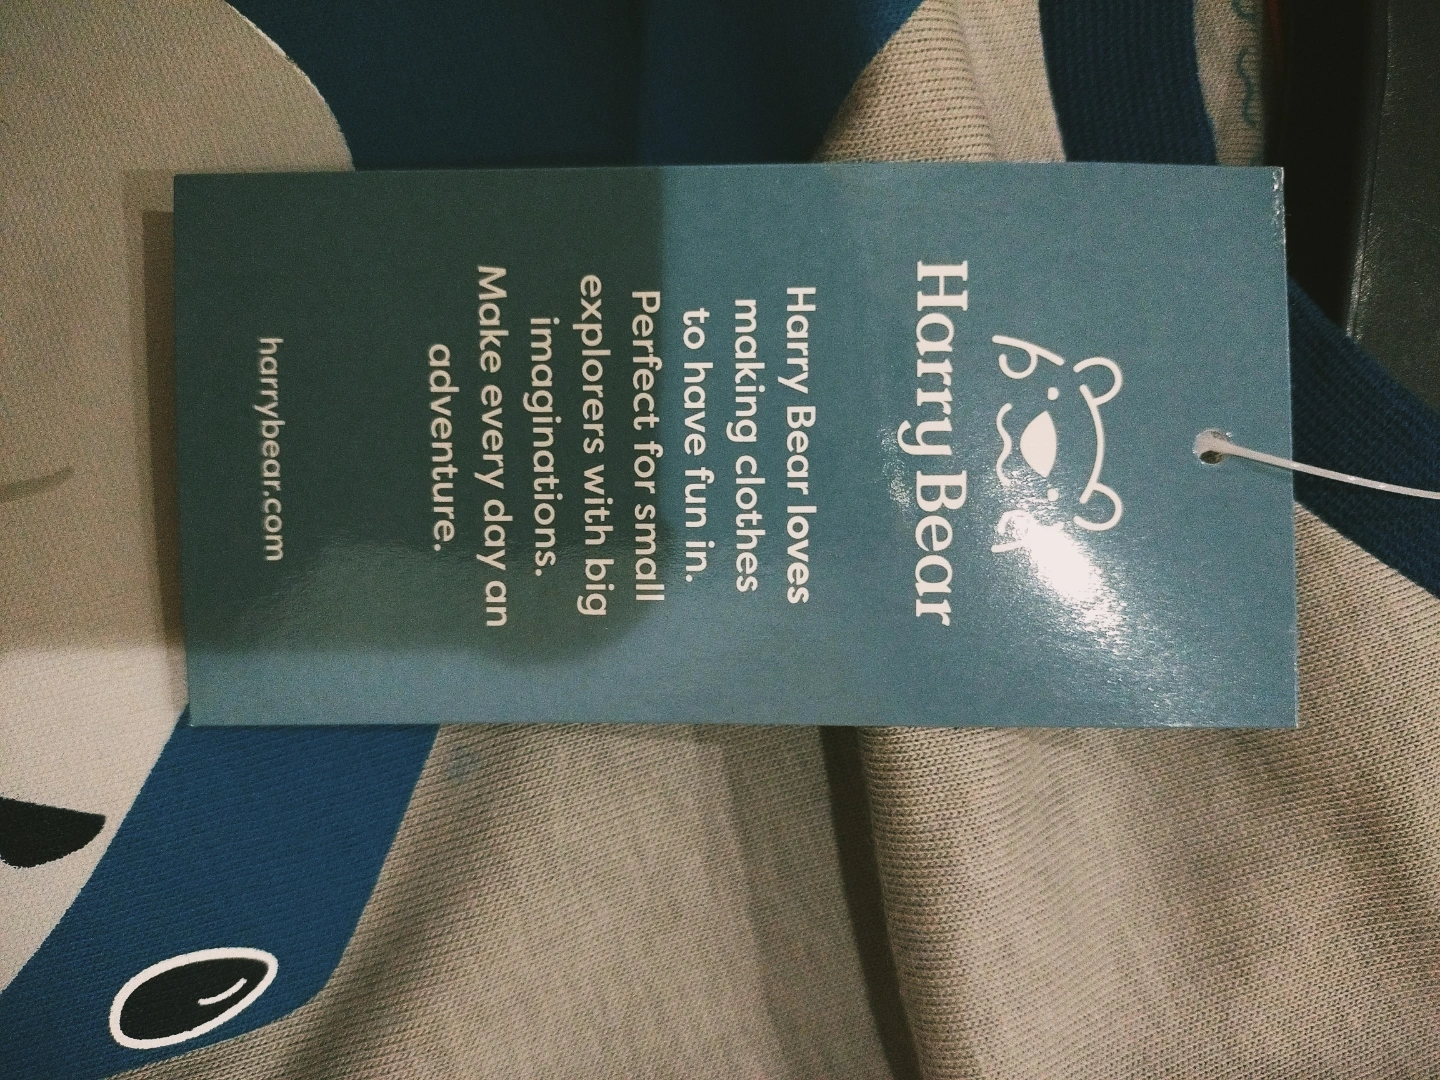 Harry Bear
Harry Bear loves
making clothes
to have fun in.
Perfect for small
explorers with big
imaginations.
Make every day an
adventure.
harrybear.com